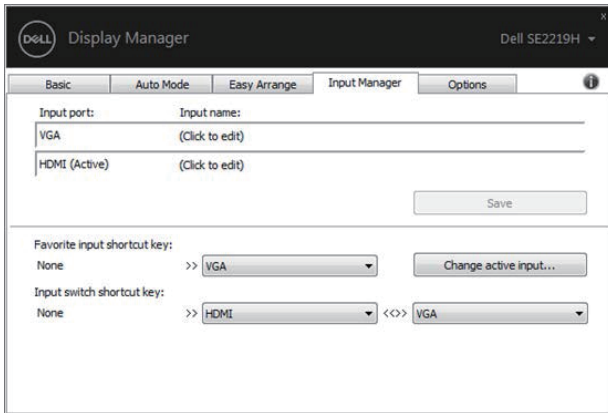 DELL Display Manager Dell SE2219H
x
Basic Auto Mode Easy Arrange Input Manager Options i
Input port: Input name:
VGA (Click to edit)
HDMI (Active) (Click to edit)
Save
Favorite input shortcut key:
None >> VGA Change active input...
Input switch shortcut key:
None >> HDMI <<>> VGA